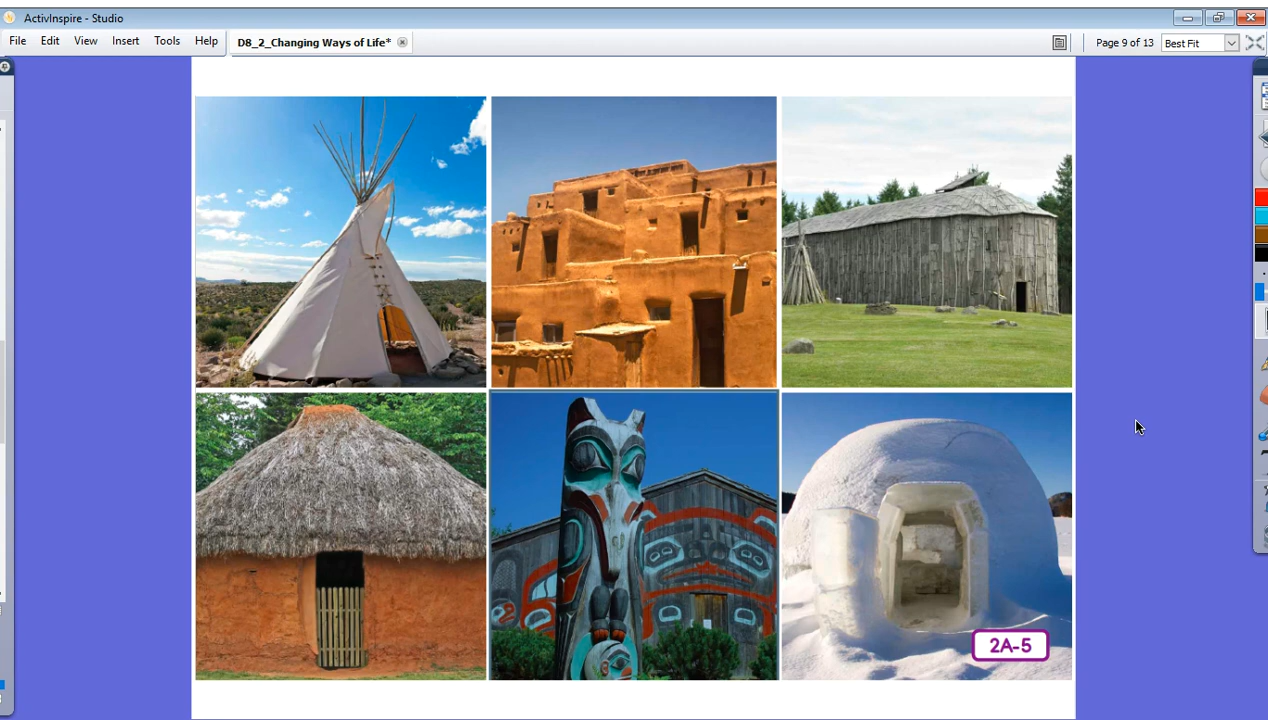 ActivInspire - Studio
File Edit View Insert Tools Help
D8_2_Changing Ways of Life*
Page 9 of 13
Best Fit
2A-5